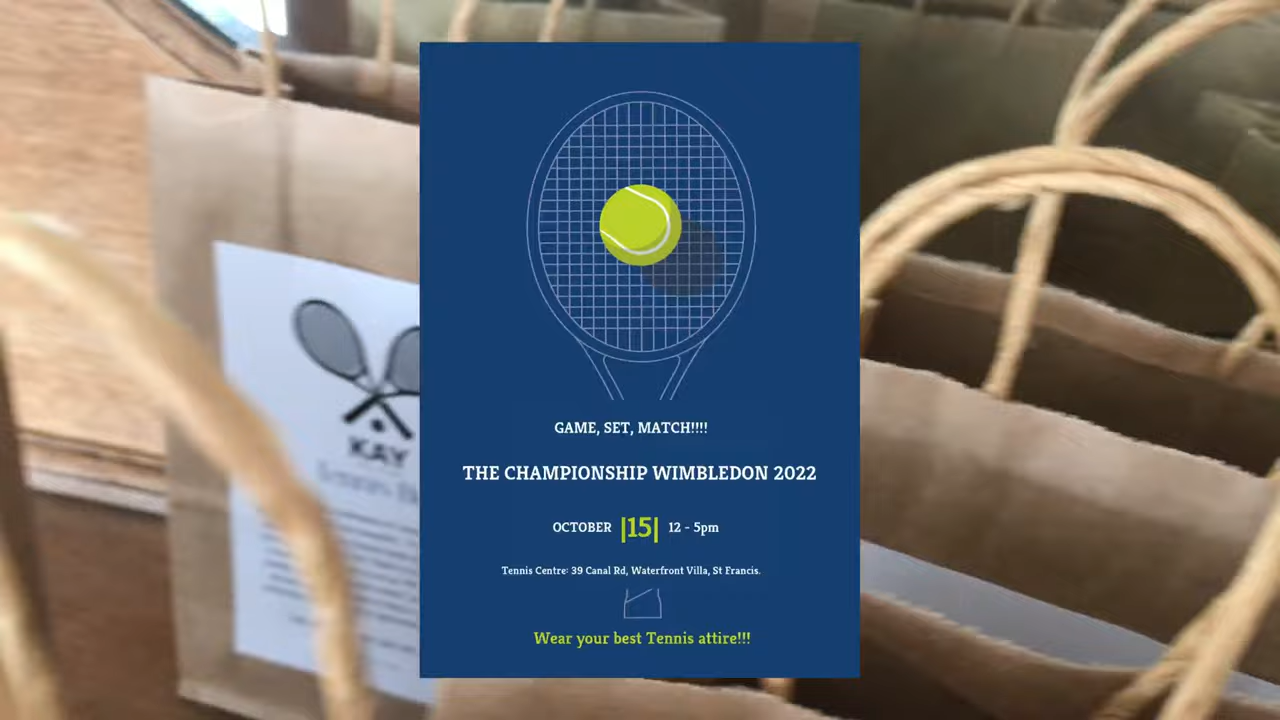 GAME, SET, MATCH!!!!
THE CHAMPIONSHIP WIMBLEDON 2022
OCTOBER |15| 12 - 5pm
Tennis Centre: 39 Canal Rd, Waterfront Villa, St Francis.
Wear your best Tennis attire!!!
KAY